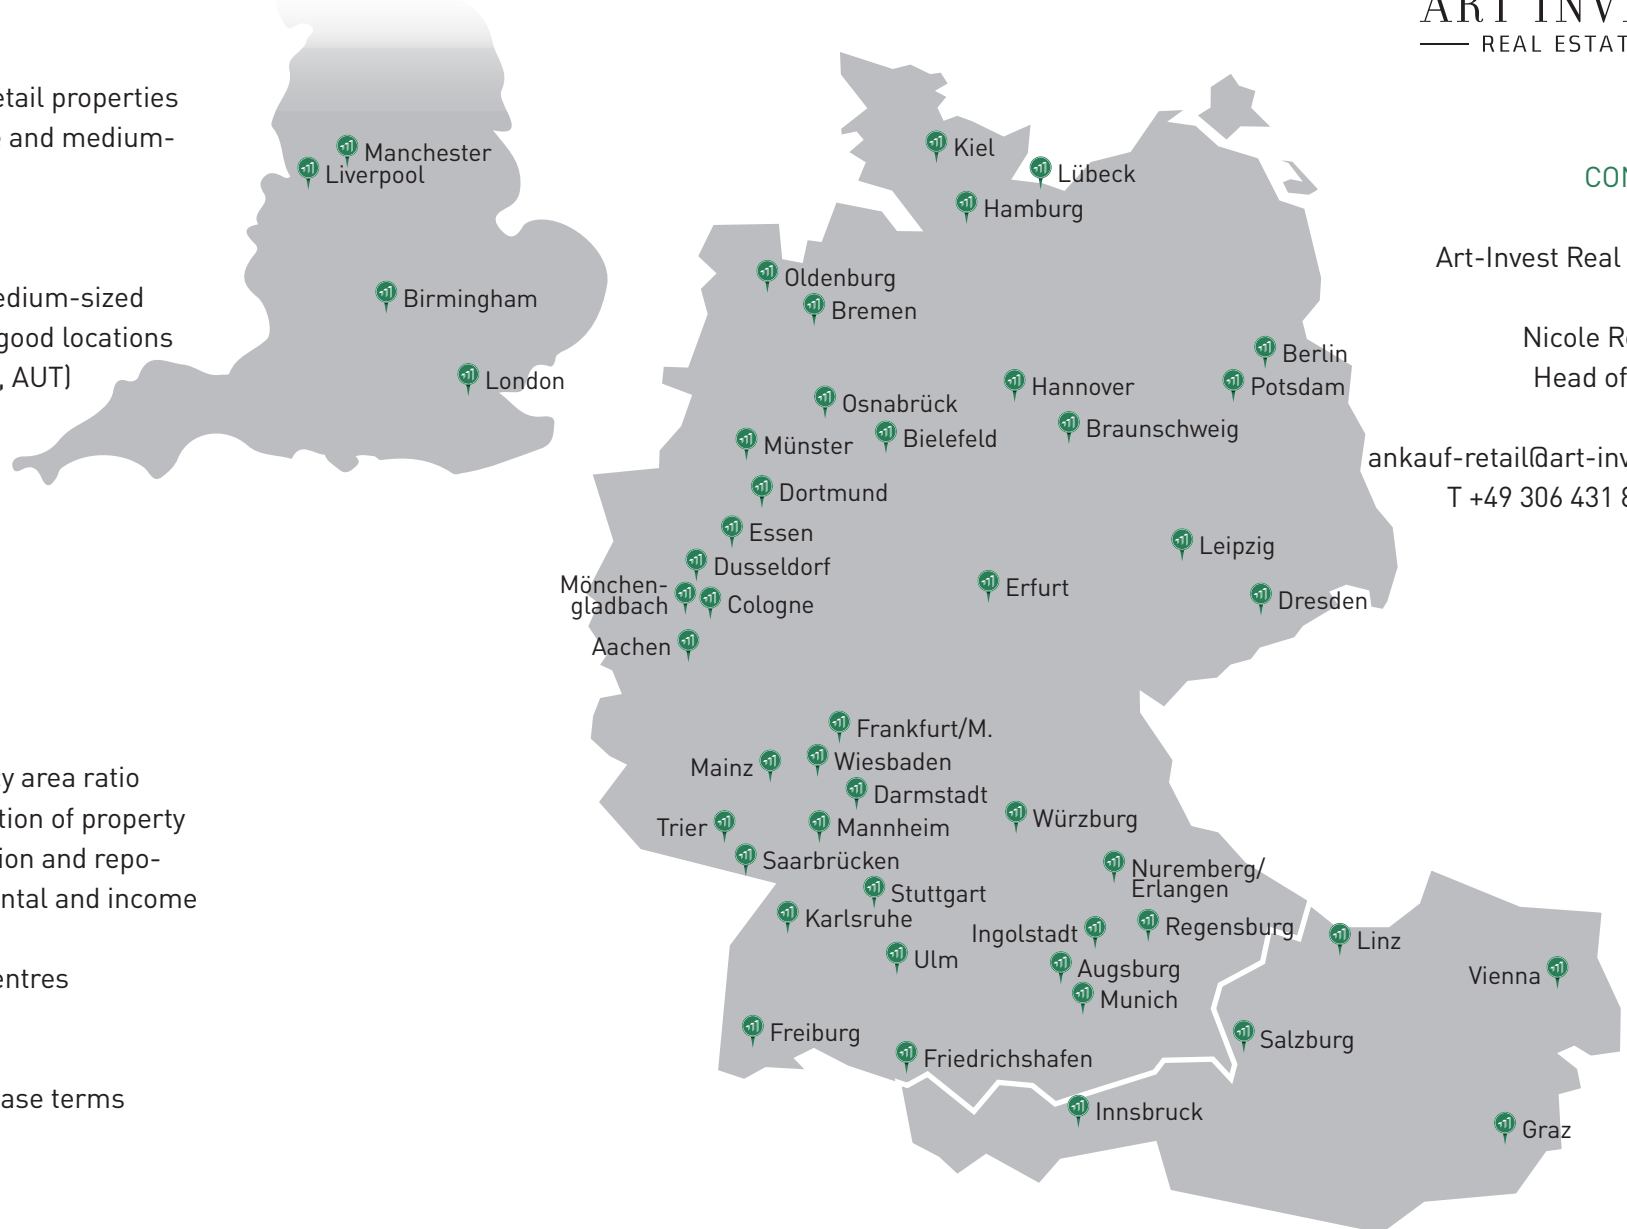 REAL ESTAT
etail properties
and medium-
edium-sized
good locations
, AUT)
y area ratio
tion of property
ion and repo-
ntal and income
entres
ase terms
Manchester
Liverpool
Birmingham
London
Kiel
Lübeck
Hamburg
Oldenburg
Bremen
Berlin
Hannover
Potsdam
Osnabrück
Braunschweig
Münster
Bielefeld
Dortmund
Essen
Leipzig
Dusseldorf
Mönchen-
gladbach
Cologne
Erfurt
Dresden
Aachen
Frankfurt/M.
Mainz
Wiesbaden
Darmstadt
Trier
Mannheim
Würzburg
Saarbrücken
Nuremberg/
Erlangen
Stuttgart
Karlsruhe
Ingolstadt
Regensburg
Linz
Ulm
Augsburg
Vienna
Munich
Freiburg
Salzburg
Friedrichshafen
Innsbruck
Graz
CON
Art-Invest Real
Nicole R
Head of
ankauf-retail@art-inv
T +49 306 431 8